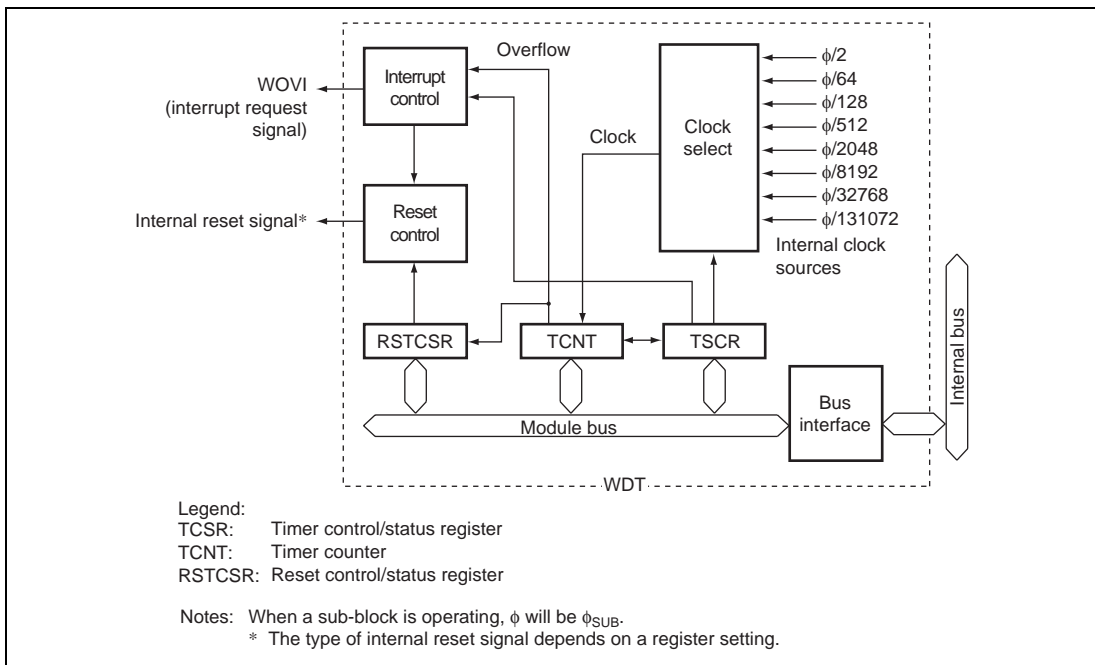 Overflow
Interrupt
control
WOVI
(interrupt request
signal)
Internal reset signal*
Reset
control
Clock
Clock
select
ϕ/2
ϕ/64
ϕ/128
ϕ/512
ϕ/2048
ϕ/8192
ϕ/32768
ϕ/131072
Internal clock
sources
RSTCSR
TCNT
TSCR
Module bus
Bus
interface
Internal bus
WDT
Legend:
TCSR: Timer control/status register
TCNT: Timer counter
RSTCSR: Reset control/status register
Notes: When a sub-block is operating, ϕ will be ϕSUB.
* The type of internal reset signal depends on a register setting.